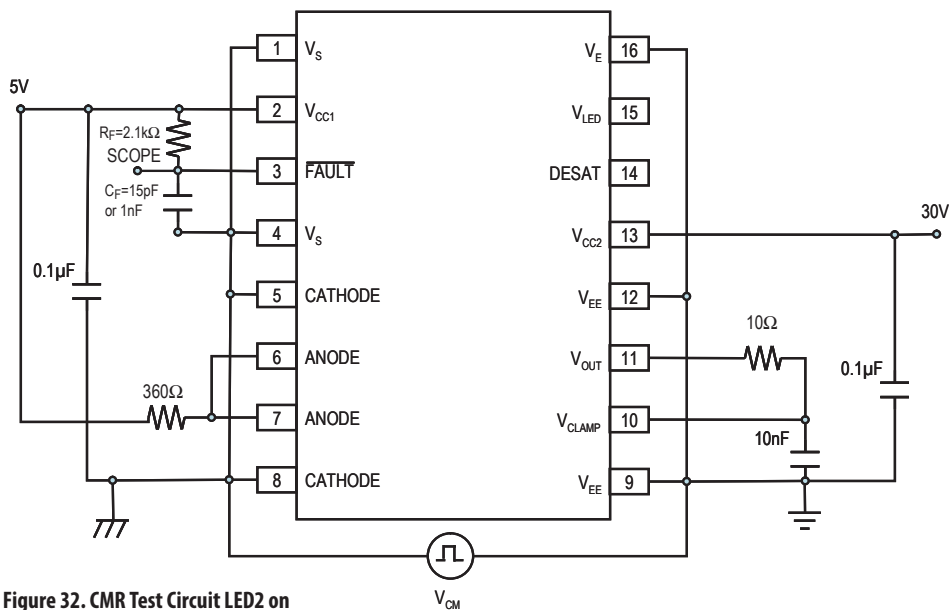 1 V_S
2 V_CC1
3 F̅A̅U̅L̅T̅
4 V_S
5 CATHODE
6 ANODE
7 ANODE
8 CATHODE
V_E 16
V_LED 15
DESAT 14
V_CC2 13
V_EE 12
V_OUT 11
V_CLAMP 10
V_EE 9
5V
R_F=2.1kΩ
SCOPE
C_F=15pF
or 1nF
0.1µF
360Ω
30V
10Ω
0.1µF
10nF
V_CM
Figure 32. CMR Test Circuit LED2 on